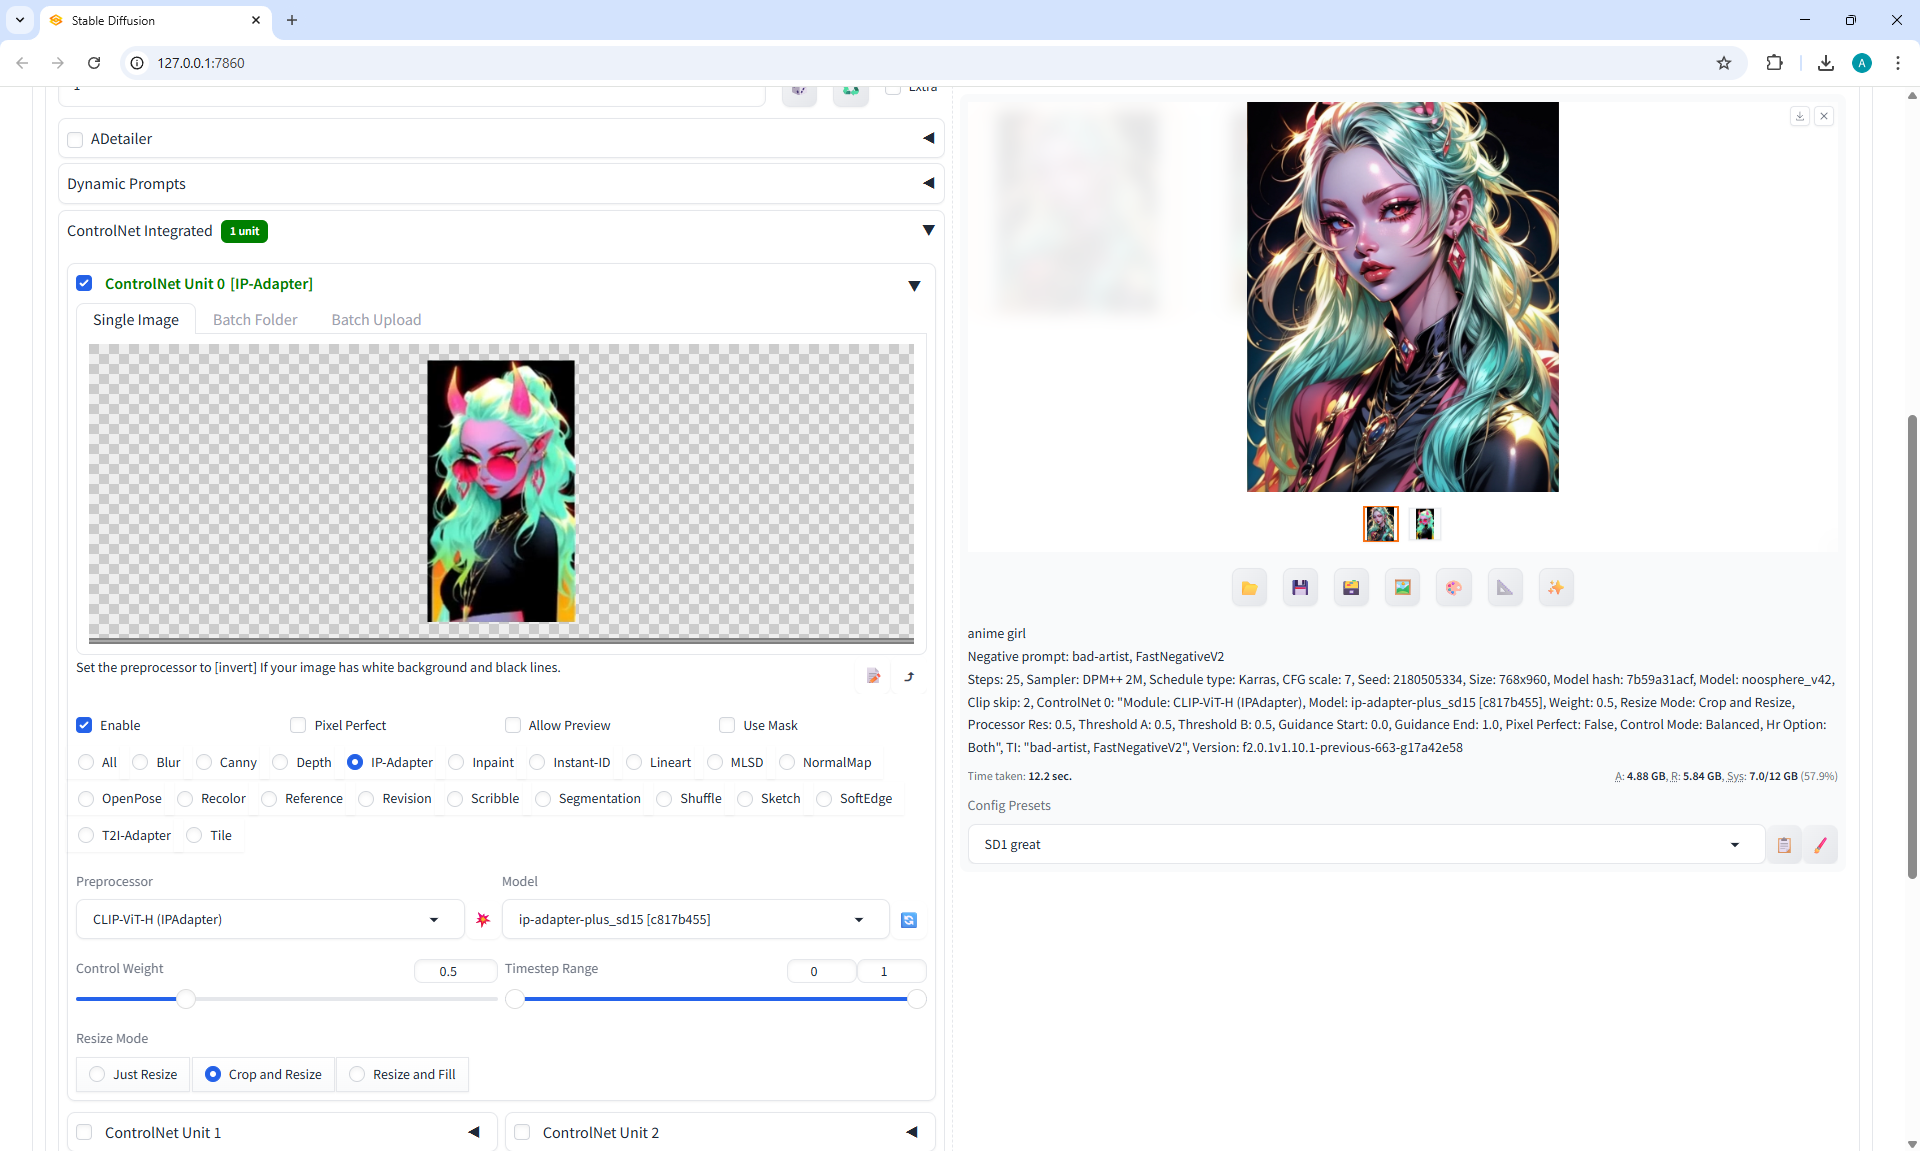 Stable Diffusion
127.0.0.1:7860
A
1
Extra
ADetailer
Dynamic Prompts
ControlNet Integrated 1 unit
ControlNet Unit 0 [IP-Adapter]
Single Image Batch Folder Batch Upload
Set the preprocessor to [invert] If your image has white background and black lines.
Enable Pixel Perfect Allow Preview Use Mask
All Blur Canny Depth IP-Adapter Inpaint Instant-ID Lineart MLSD NormalMap
OpenPose Recolor Reference Revision Scribble Segmentation Shuffle Sketch SoftEdge
T2I-Adapter Tile
Preprocessor Model
CLIP-ViT-H (IPAdapter) ip-adapter-plus_sd15 [c817b455]
Control Weight 0.5 Timestep Range 0 1
Resize Mode
Just Resize Crop and Resize Resize and Fill
ControlNet Unit 1 ControlNet Unit 2
anime girl
Negative prompt: bad-artist, FastNegativeV2
Steps: 25, Sampler: DPM++ 2M, Schedule type: Karras, CFG scale: 7, Seed: 2180505334, Size: 768x960, Model hash: 7b59a31acf, Model: noosphere_v42,
Clip skip: 2, ControlNet 0: "Module: CLIP-ViT-H (IPAdapter), Model: ip-adapter-plus_sd15 [c817b455], Weight: 0.5, Resize Mode: Crop and Resize,
Processor Res: 0.5, Threshold A: 0.5, Threshold B: 0.5, Guidance Start: 0.0, Guidance End: 1.0, Pixel Perfect: False, Control Mode: Balanced, Hr Option:
Both", TI: "bad-artist, FastNegativeV2", Version: f2.0.1v1.10.1-previous-663-g17a42e58
Time taken: 12.2 sec. A: 4.88 GB, R: 5.84 GB, Sys: 7.0/12 GB (57.9%)
Config Presets
SD1 great